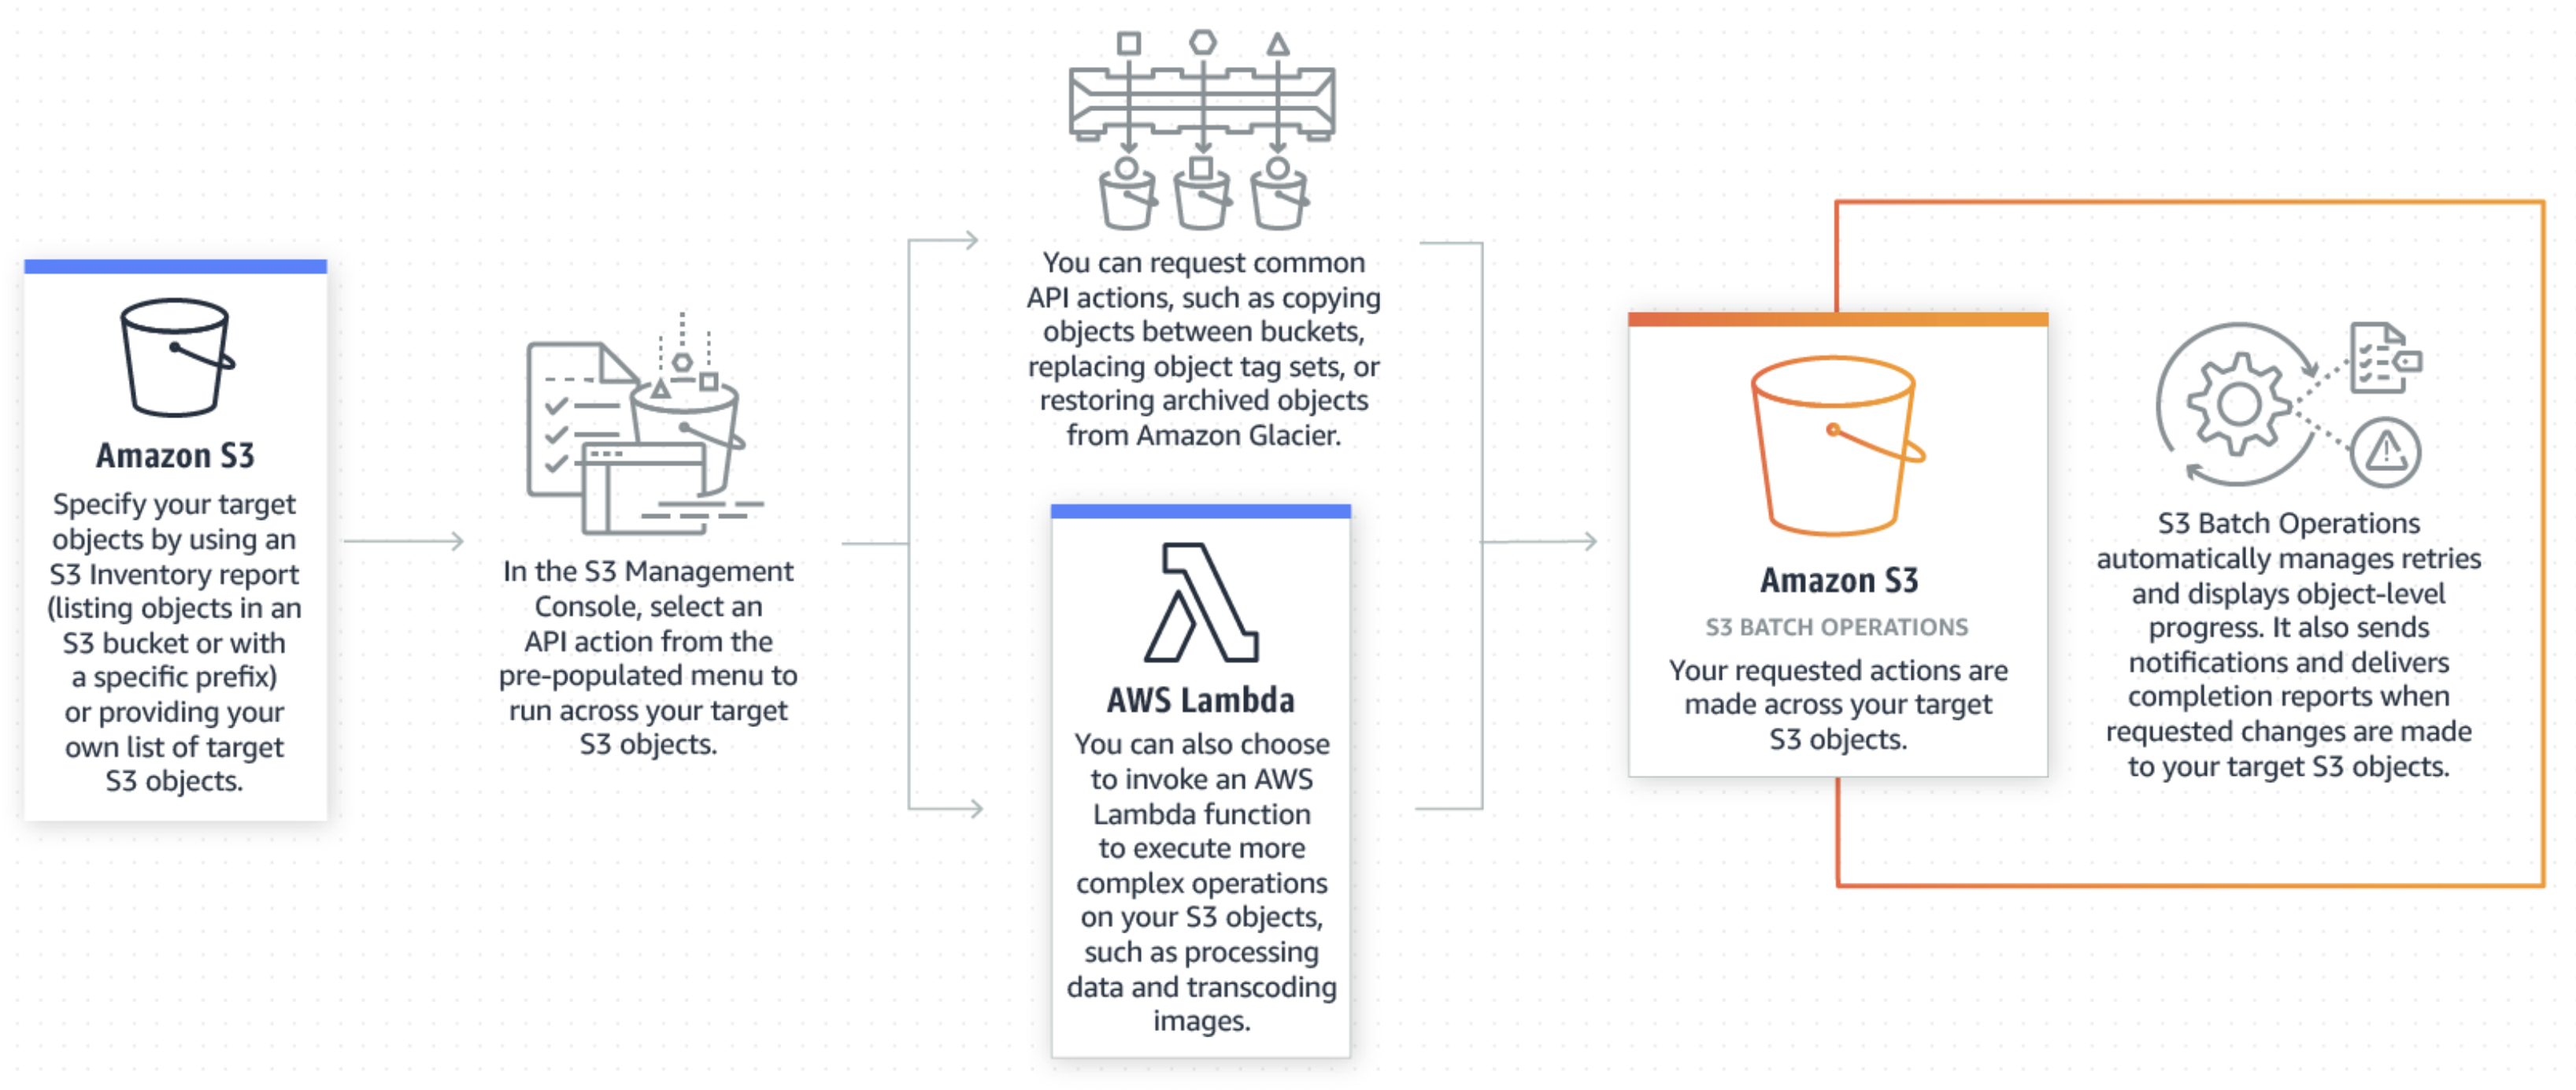 Amazon S3
Specify your target
objects by using an
S3 Inventory report
(listing objects in an
S3 bucket or with
a specific prefix)
or providing your
own list of target
S3 objects.
In the S3 Management
Console, select an
API action from the
pre-populated menu to
run across your target
S3 objects.
You can request common
API actions, such as copying
objects between buckets,
replacing object tag sets, or
restoring archived objects
from Amazon Glacier.
AWS Lambda
You can also choose
to invoke an AWS
Lambda function
to execute more
complex operations
on your S3 objects,
such as processing
data and transcoding
images.
Amazon S3
S3 BATCH OPERATIONS
Your requested actions are
made across your target
S3 objects.
S3 Batch Operations
automatically manages retries
and displays object-level
progress. It also sends
notifications and delivers
completion reports when
requested changes are made
to your target S3 objects.